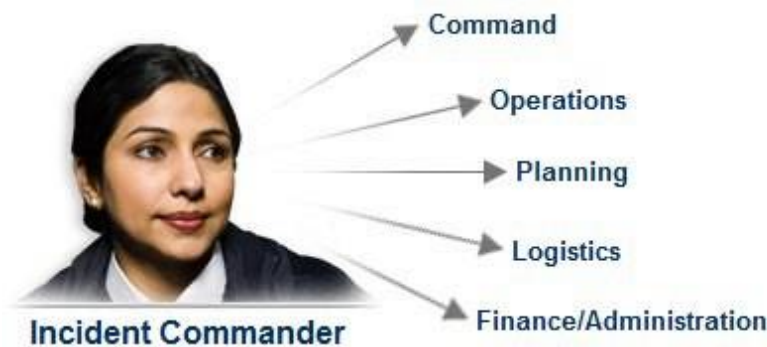 Command
Operations
Planning
Logistics
Finance/Administration
Incident Commander